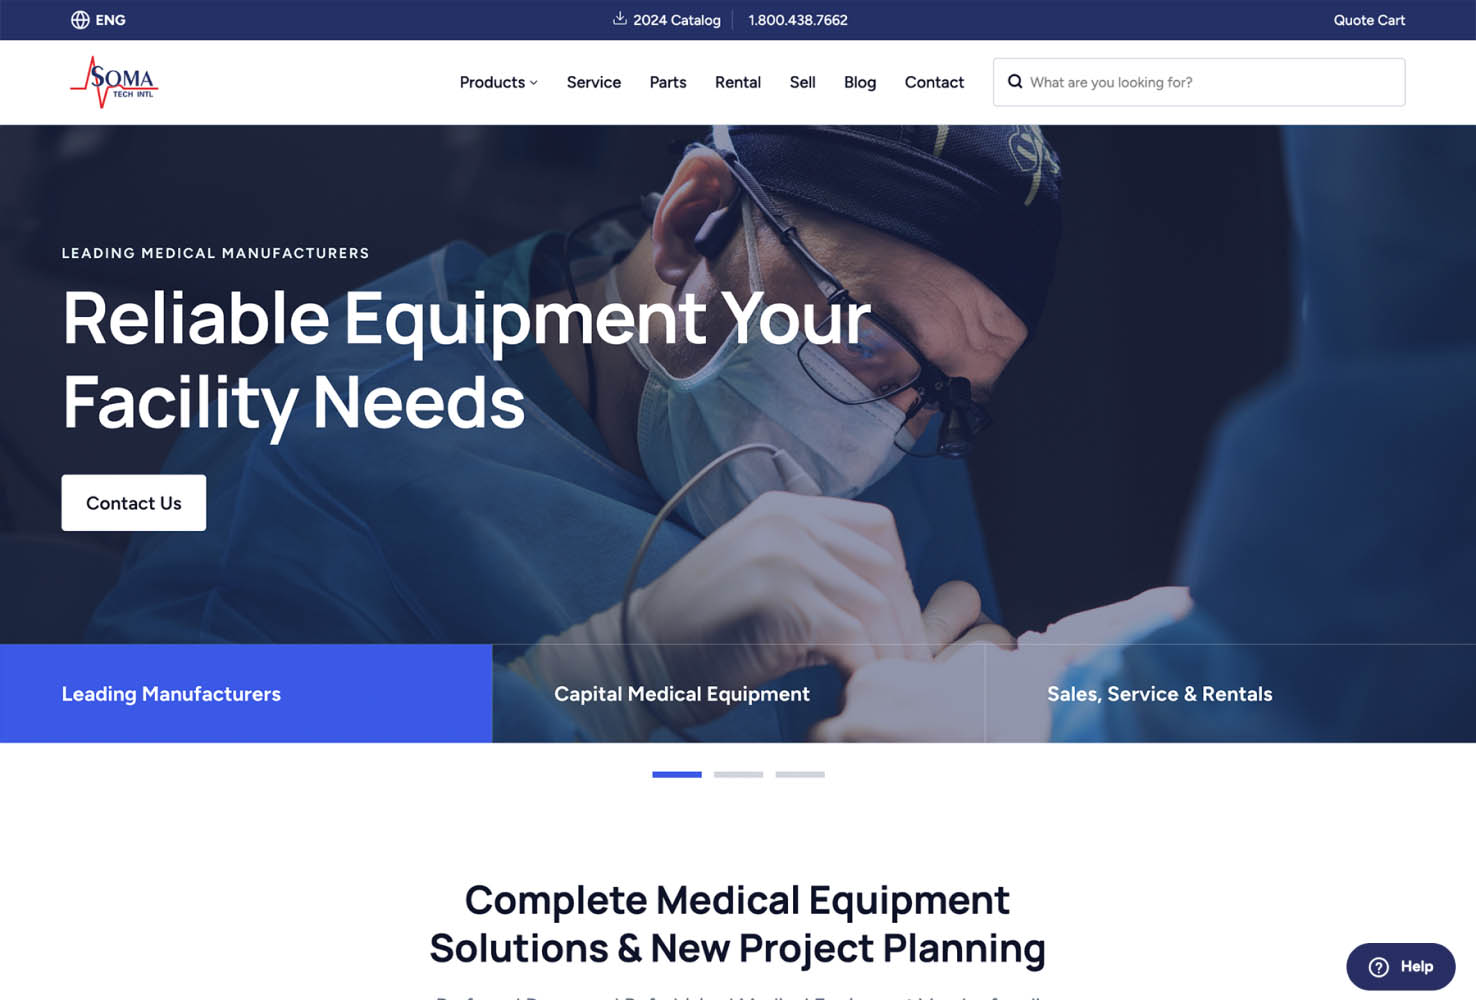 ENG
2024 Catalog
1.800.438.7662
Quote Cart
SOMA
TECH INTL
Products
Service
Parts
Rental
Sell
Blog
Contact
What are you looking for?
LEADING MEDICAL MANUFACTURERS
Reliable Equipment Your
Facility Needs
Contact Us
Leading Manufacturers
Capital Medical Equipment
Sales, Service & Rentals
Complete Medical Equipment
Solutions & New Project Planning
Help